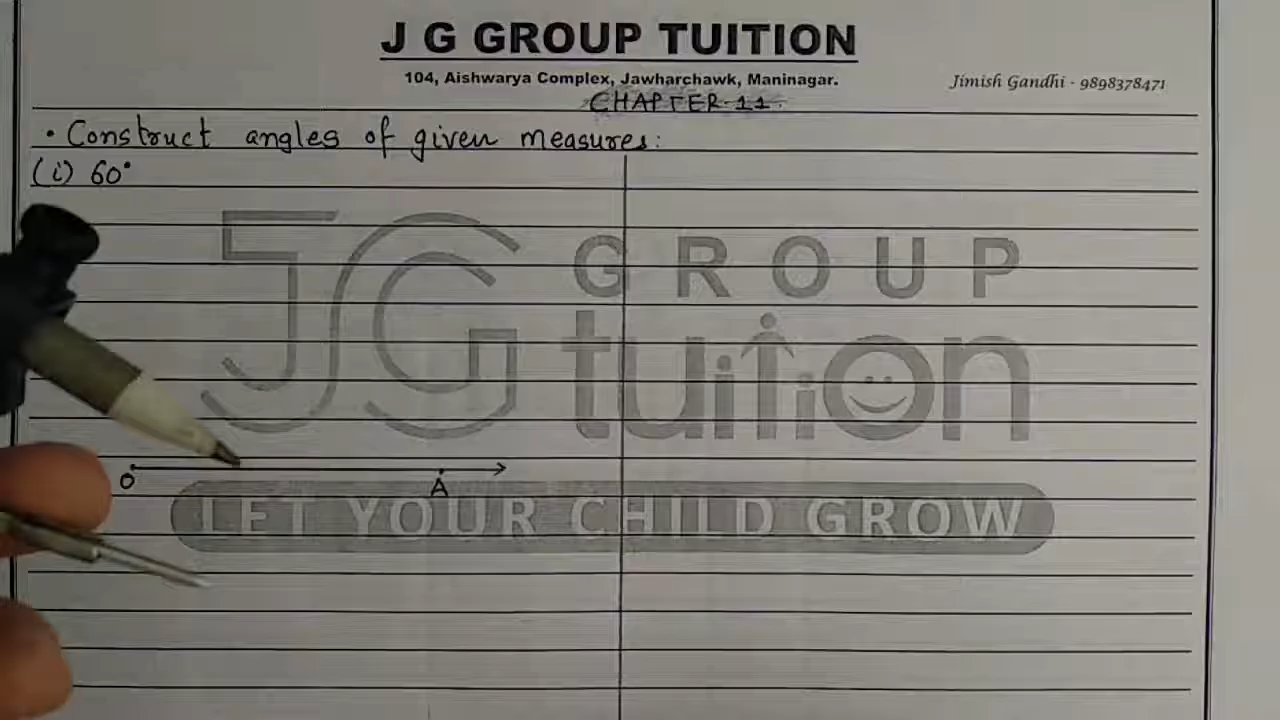 J G GROUP TUITION
104, Aishwarya Complex, Jawharchawk, Maninagar.
Jimish Gandhi - 9898378471
CHAPTER-11.
• Construct angles of given measures:
(i) 60°
JG GROUP
tuition
O A
LET YOUR CHILD GROW